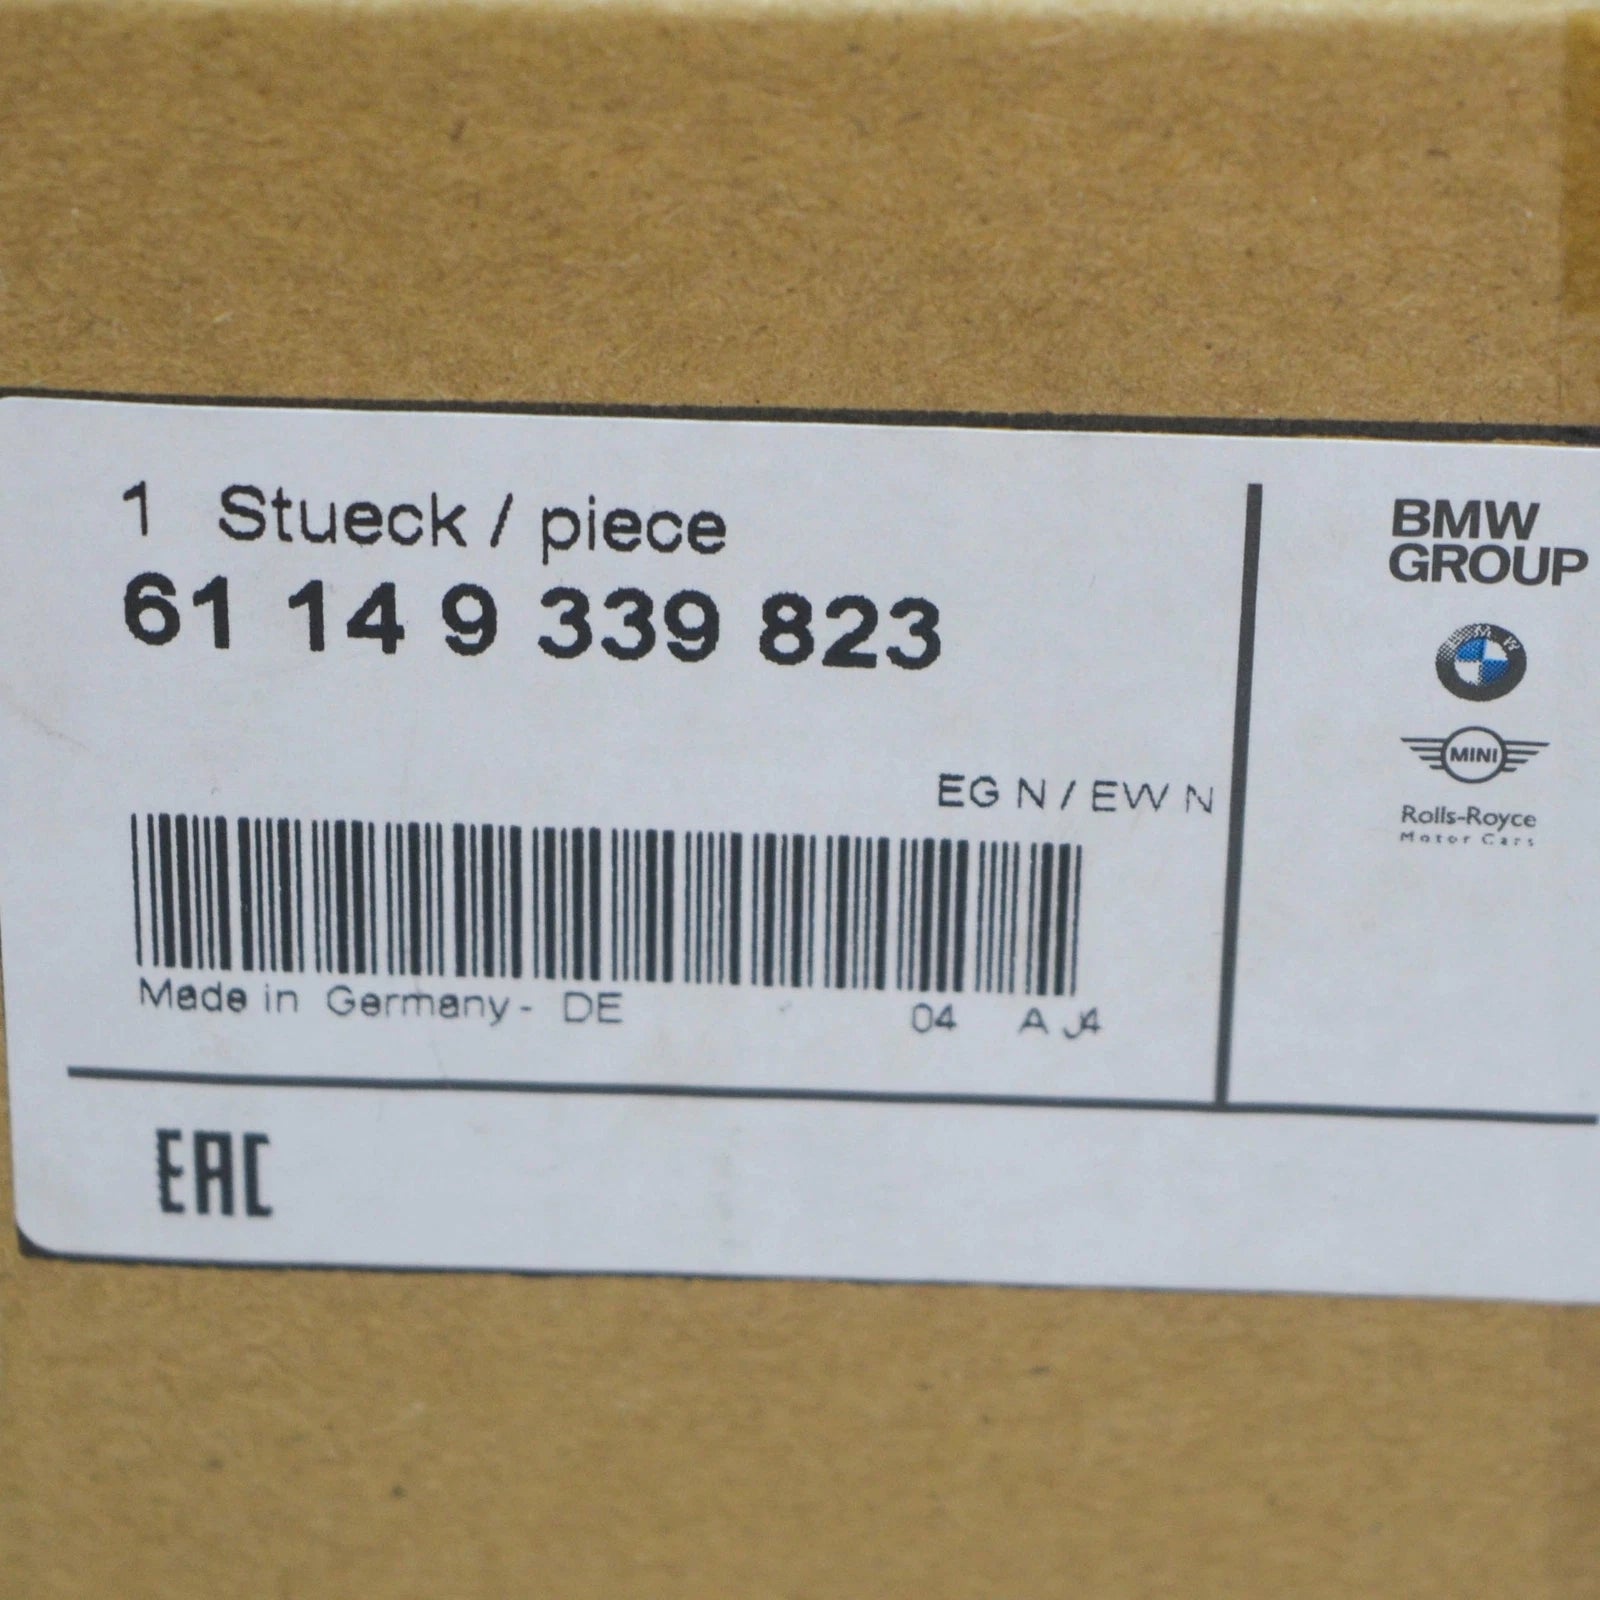 1 Stueck / piece
61 14 9 339 823
EG N / EW N
Made in Germany - DE 04 A J4
EAC
BMW
GROUP
BMW
MINI
Rolls-Royce
Motor Cars